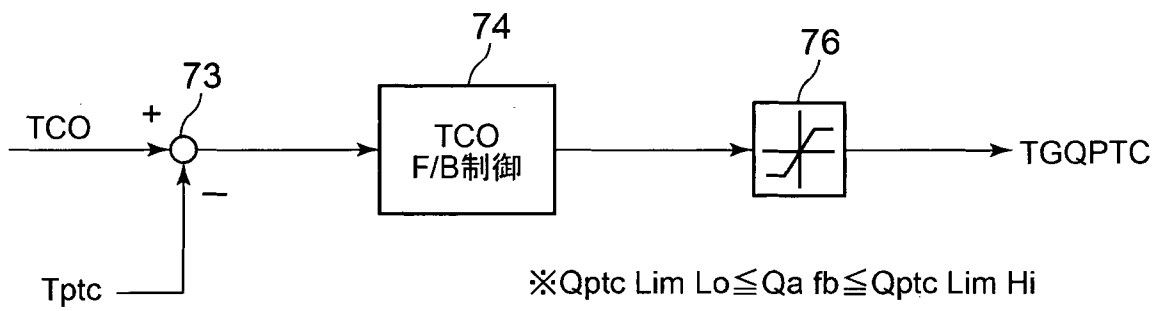 74
73
76
+
TCO
TCO
F/B制御
TGQPTC
−
Tptc
※Qptc Lim Lo≦Qa fb≦Qptc Lim Hi